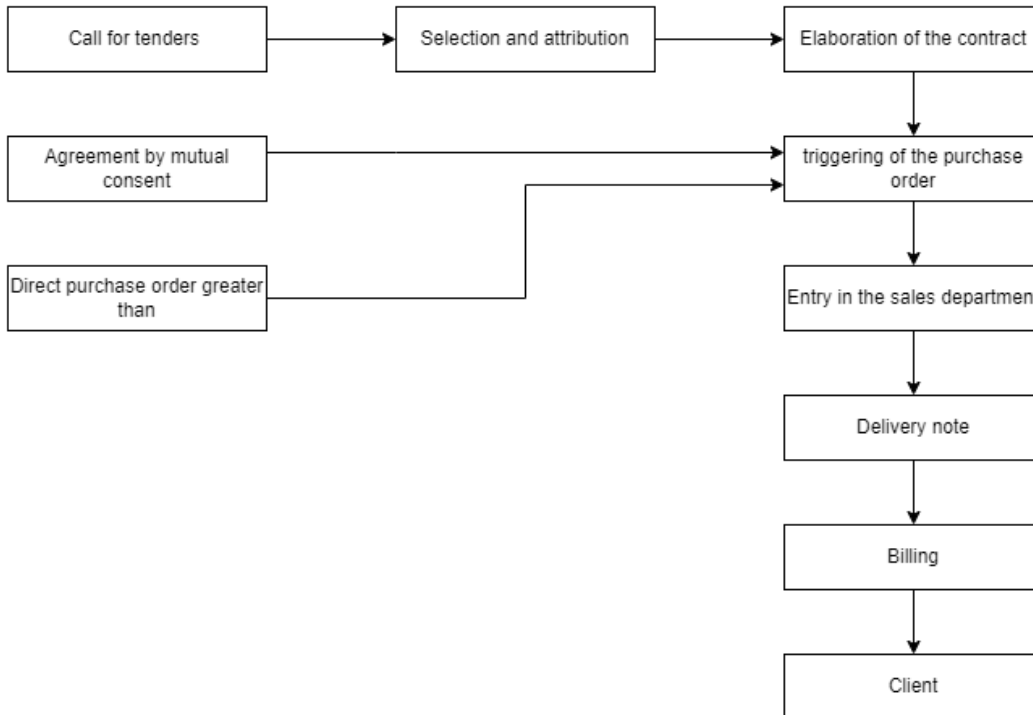 Call for tenders
Selection and attribution
Elaboration of the contract
Agreement by mutual
consent
triggering of the purchase
order
Direct purchase order greater
than
Entry in the sales departmen
Delivery note
Billing
Client